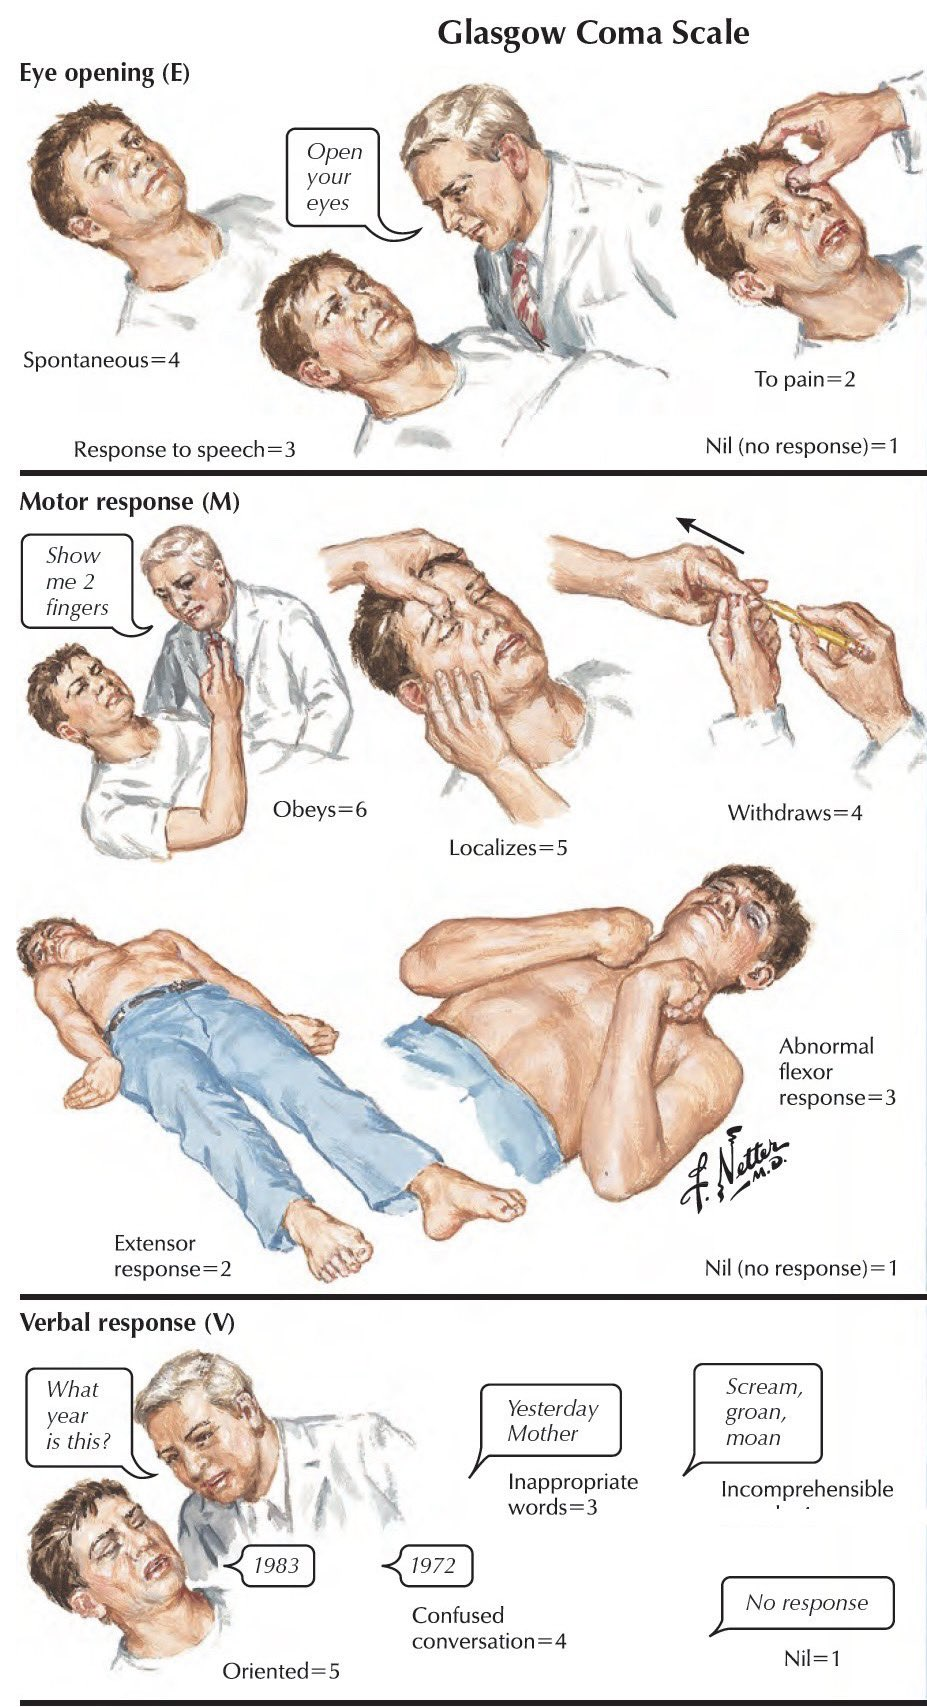 Glasgow Coma Scale
Eye opening (E)
Open
your
eyes
Spontaneous=4
To pain=2
Response to speech=3
Nil (no response)=1
Motor response (M)
Show
me 2
fingers
Obeys=6
Withdraws=4
Localizes=5
Abnormal
flexor
response=3
F. Netter
M.D.
Extensor
response=2
Nil (no response)=1
Verbal response (V)
What
year
is this?
Yesterday
Mother
Scream,
groan,
moan
Inappropriate
words=3
Incomprehensible
1983
1972
Confused
conversation=4
No response
Oriented=5
Nil=1